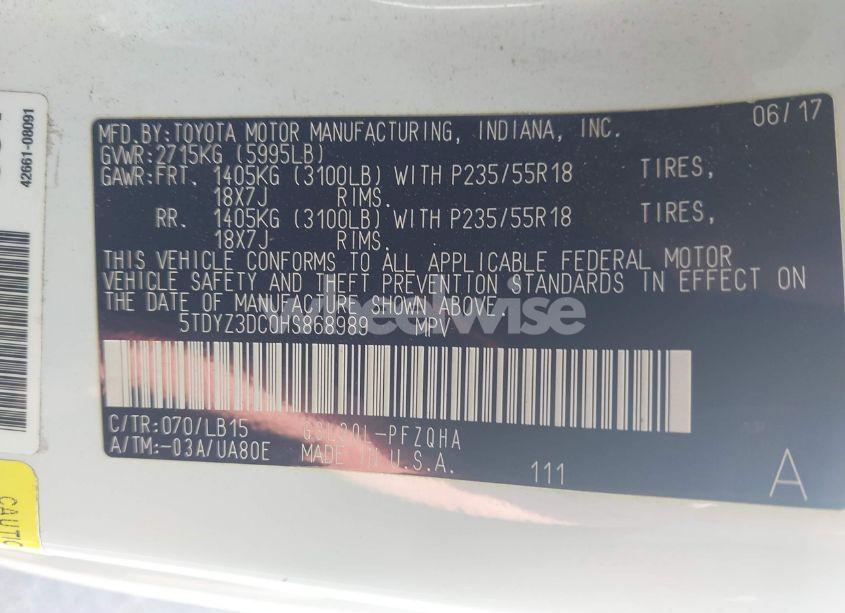 42661-08091
06/17
MFD.BY:TOYOTA MOTOR MANUFACTURING, INDIANA, INC.
GVWR:2715KG (5995LB)
GAWR:FRT. 1405KG (3100LB) WITH P235/55R18 TIRES,
18X7J RIMS.
RR. 1405KG (3100LB) WITH P235/55R18 TIRES,
18X7J RIMS.
THIS VEHICLE CONFORMS TO ALL APPLICABLE FEDERAL MOTOR
VEHICLE SAFETY AND THEFT PREVENTION STANDARDS IN EFFECT ON
THE DATE OF MANUFACTURE SHOWN ABOVE.
wheelwise
5TDYZ3DC0HS868989 MPV
C/TR:070/LB15 GSL30L-PFZQHA
A/TM:-03A/UA80E MADE IN U.S.A.
111
A